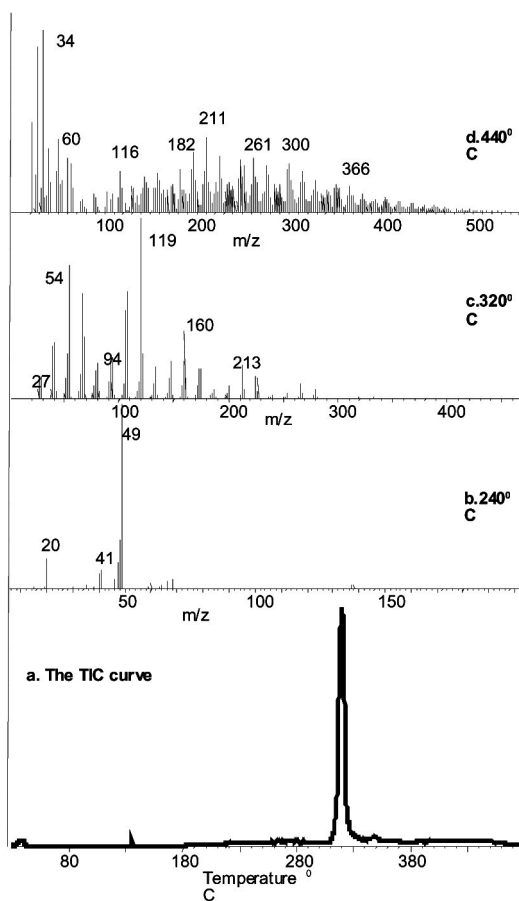 34
211
182
261
300
60
116
366
d.440⁰
C
100
200
300
400
500
m/z
119
54
c.320⁰
C
160
94
27
213
100
200
300
400
m/z
49
b.240⁰
C
20
41
50
100
150
m/z
a. The TIC curve
80
180
280
380
Temperature ⁰
C